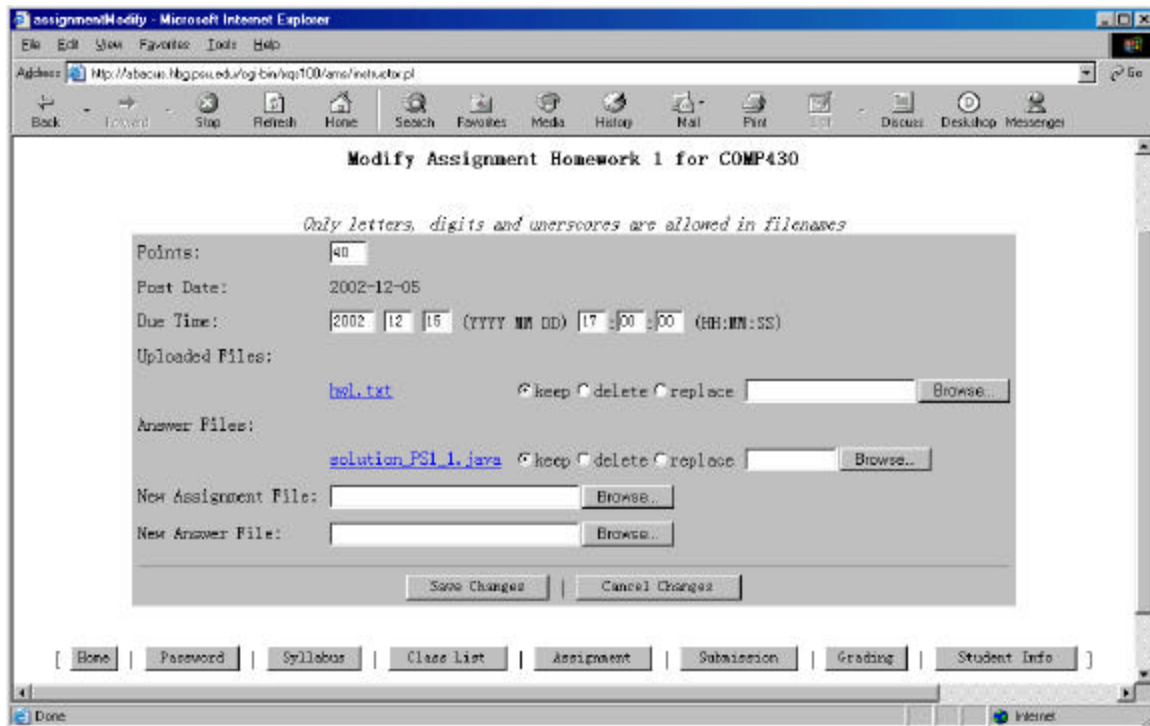 assignmentModify - Microsoft Internet Explorer
File Edit View Favorites Tools Help
Address http://abacus.hbg.psu.edu/cgi-bin/xqs100/ams/instructor.pl Go
Back Forward Stop Refresh Home Search Favorites Media History Mail Print Edit Discuss Deskshop Messenger
Modify Assignment Homework 1 for COMP430
Only letters, digits and unerscores are allowed in filenames
Points: 40
Post Date: 2002-12-05
Due Time: 2002 12 15 (YYYY MM DD) 17 :00 :00 (HH:MM:SS)
Uploaded Files:
hw1.txt keep delete replace Browse...
Answer Files:
solution_PS1_1.java keep delete replace Browse...
New Assignment File: Browse...
New Answer File: Browse...
Save Changes | Cancel Changes
[ Home | Password | Syllabus | Class List | Assignment | Submission | Grading | Student Info ]
Done Internet